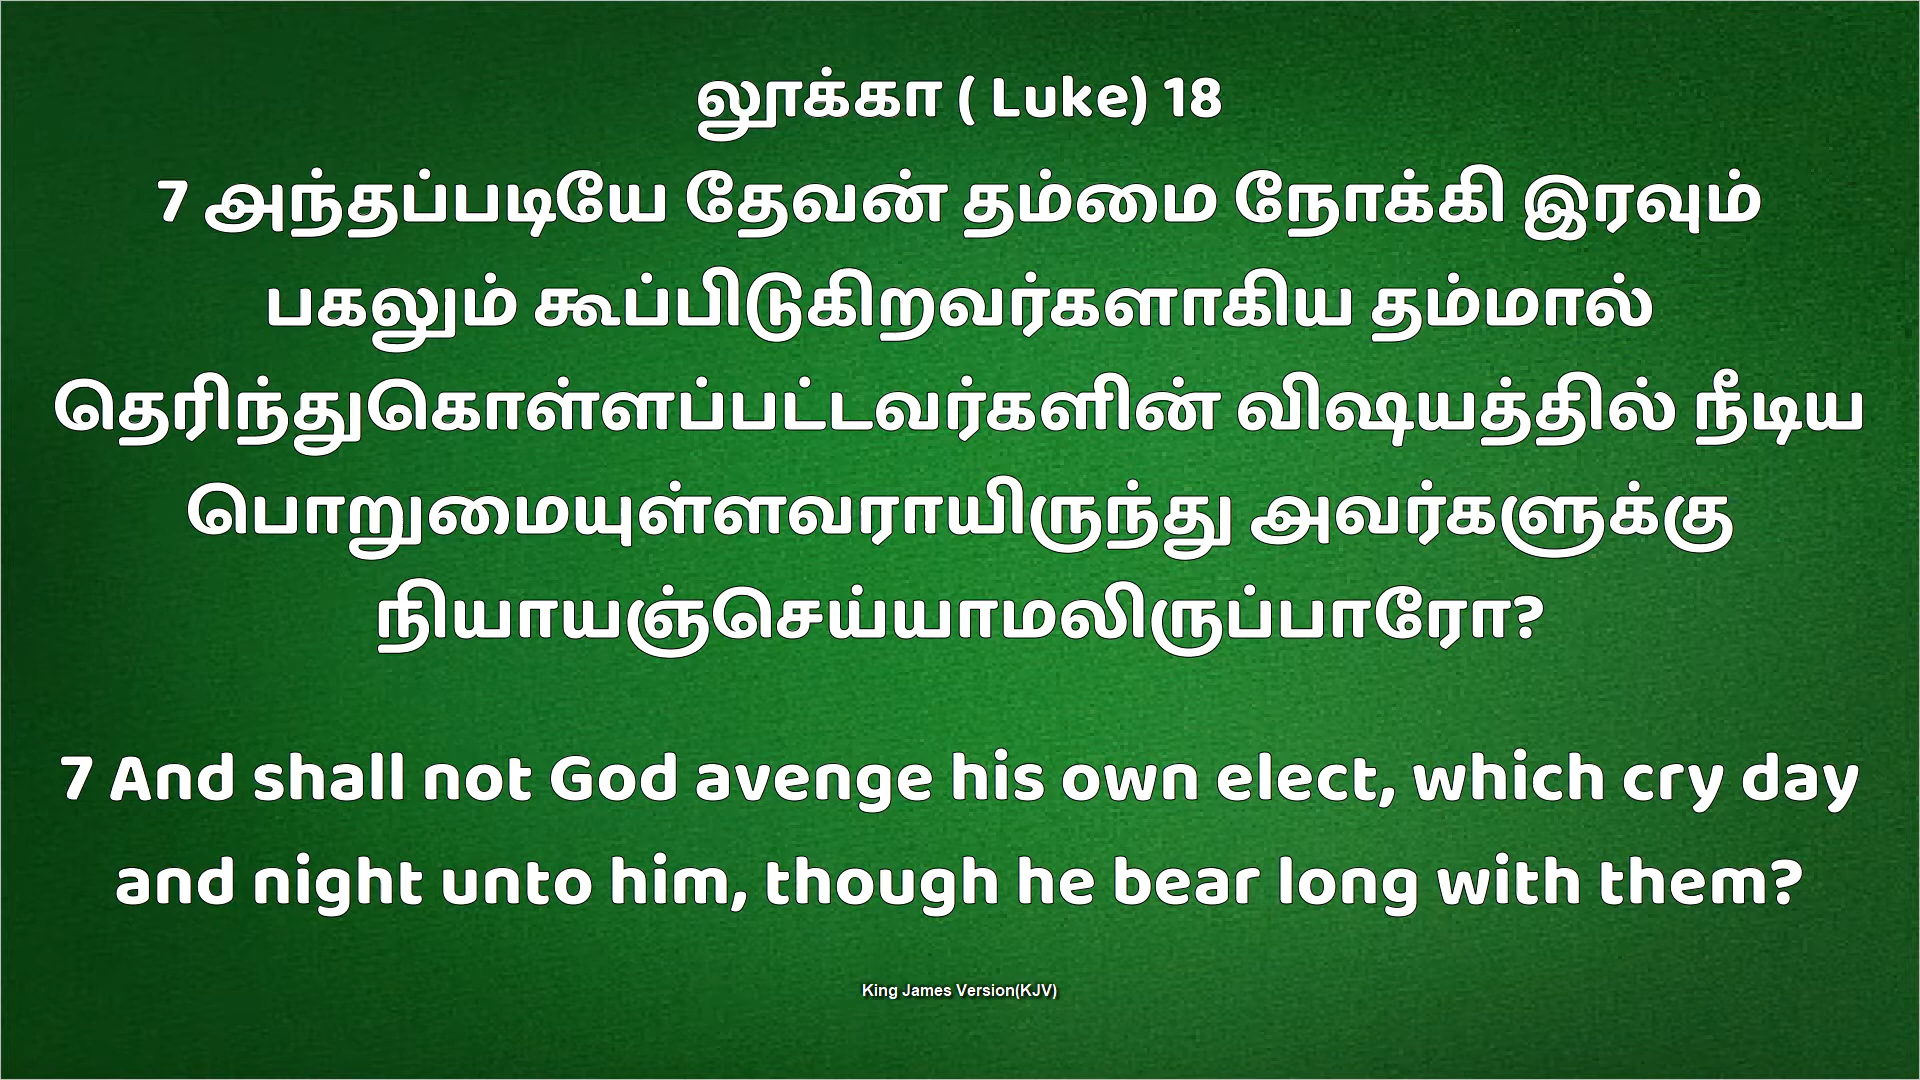 லூக்கா ( Luke) 18
7 அந்தப்படியே தேவன் தம்மை நோக்கி இரவும்
பகலும் கூப்பிடுகிறவர்களாகிய தம்மால்
தெரிந்துகொள்ளப்பட்டவர்களின் விஷயத்தில் நீடிய
பொறுமையுள்ளவராயிருந்து அவர்களுக்கு
நியாயஞ்செய்யாமலிருப்பாரோ?
7 And shall not God avenge his own elect, which cry day
and night unto him, though he bear long with them?
King James Version(KJV)